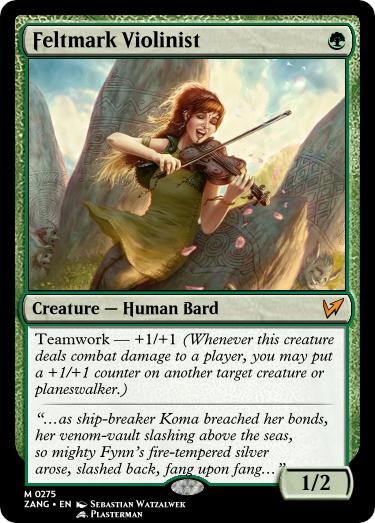 Feltmark Violinist
Creature — Human Bard
Teamwork — +1/+1 (Whenever this creature
deals combat damage to a player, you may put
a +1/+1 counter on another target creature or
planeswalker.)
“…as ship-breaker Koma breached her bonds,
her venom-vault slashing above the seas,
so mighty Fynn’s fire-tempered silver
arose, slashed back, fang upon fang…”
1/2
M 0275
ZANG • EN Sebastian Watzalwek
Plasterman